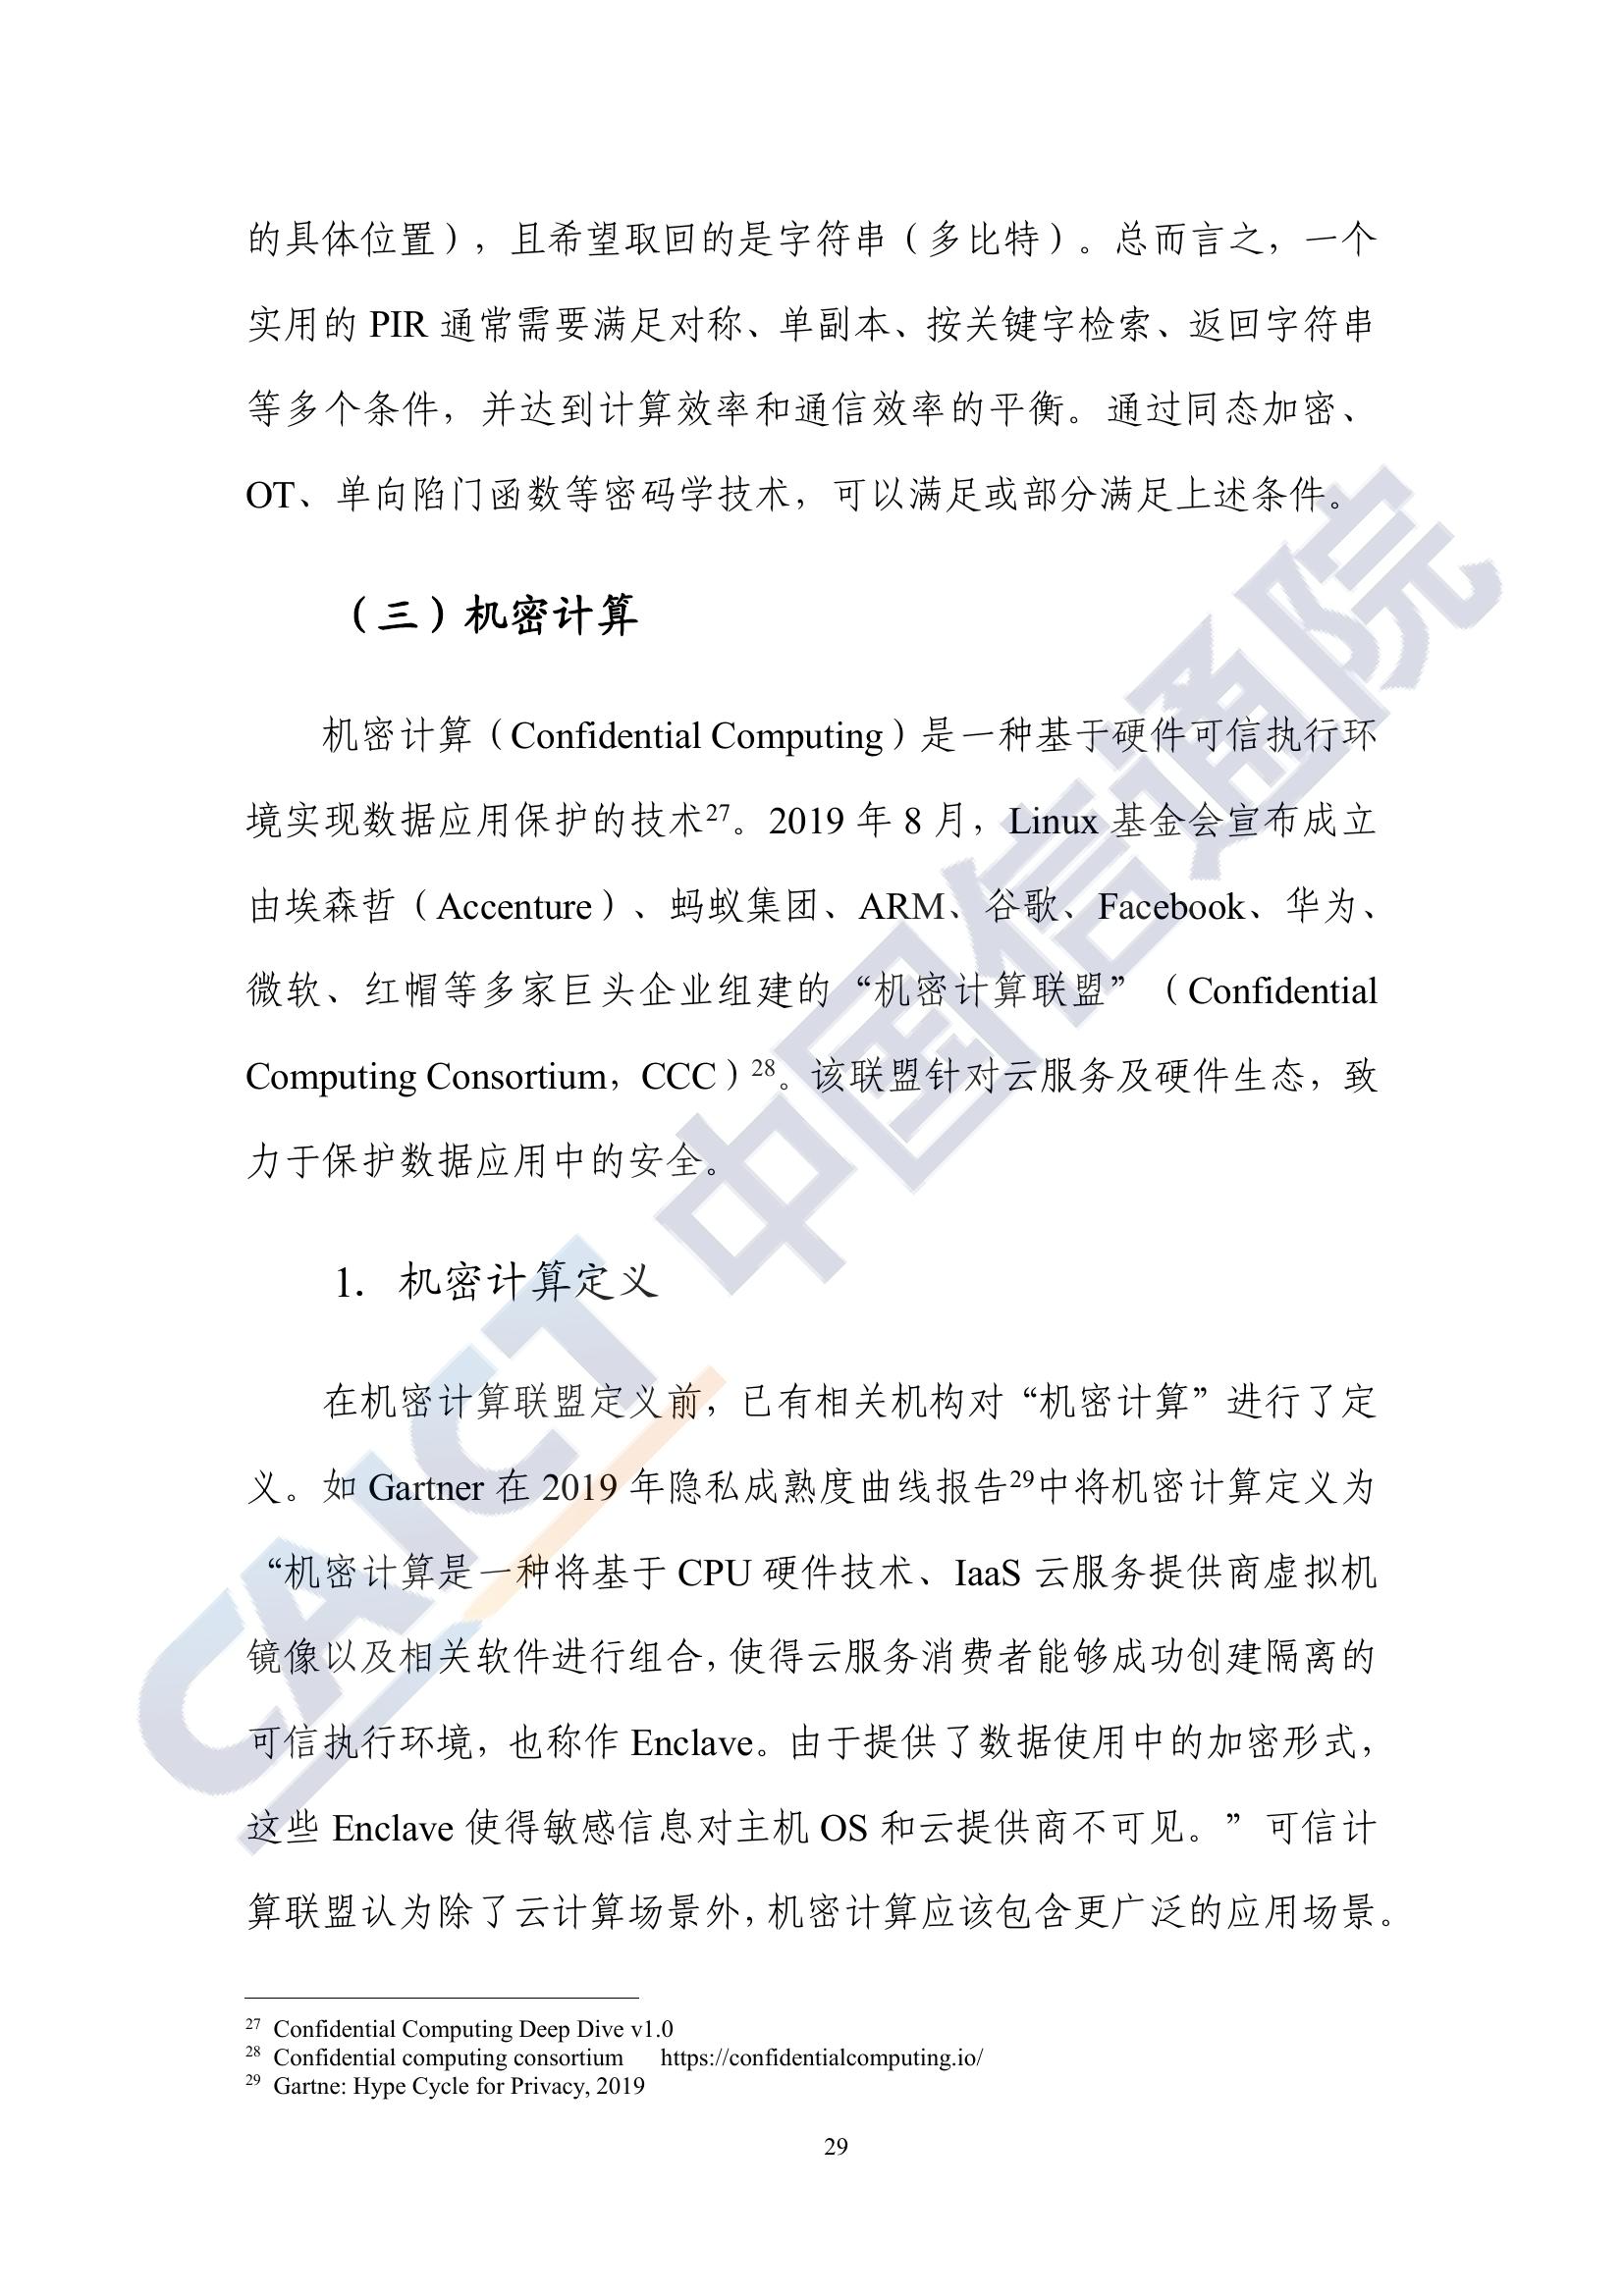 的具体位置），且希望取回的是字符串（多比特）。总而言之，一个
实用的 PIR 通常需要满足对称、单副本、按关键字检索、返回字符串
等多个条件，并达到计算效率和通信效率的平衡。通过同态加密、
OT、单向陷门函数等密码学技术，可以满足或部分满足上述条件。
（三）机密计算
机密计算（Confidential Computing）是一种基于硬件可信执行环
境实现数据应用保护的技术27。2019 年 8 月，Linux 基金会宣布成立
由埃森哲（Accenture）、蚂蚁集团、ARM、谷歌、Facebook、华为、
微软、红帽等多家巨头企业组建的“机密计算联盟”（Confidential
Computing Consortium，CCC）28。该联盟针对云服务及硬件生态，致
力于保护数据应用中的安全。
1. 机密计算定义
在机密计算联盟定义前，已有相关机构对“机密计算”进行了定
义。如 Gartner 在 2019 年隐私成熟度曲线报告29中将机密计算定义为
“机密计算是一种将基于 CPU 硬件技术、IaaS 云服务提供商虚拟机
镜像以及相关软件进行组合，使得云服务消费者能够成功创建隔离的
可信执行环境，也称作 Enclave。由于提供了数据使用中的加密形式，
这些 Enclave 使得敏感信息对主机 OS 和云提供商不可见。”可信计
算联盟认为除了云计算场景外，机密计算应该包含更广泛的应用场景。
27 Confidential Computing Deep Dive v1.0
28 Confidential computing consortium https://confidentialcomputing.io/
29 Gartne: Hype Cycle for Privacy, 2019
29
CAICT 中国信通院